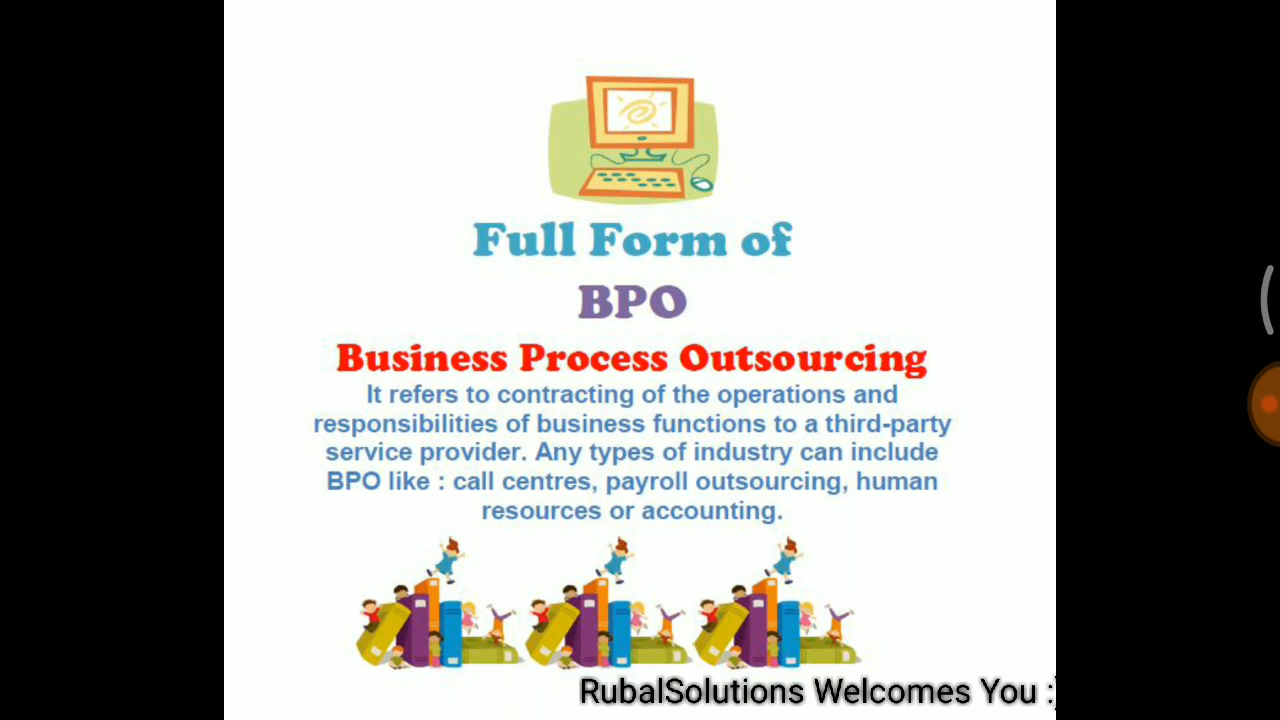 Full Form of
BPO
Business Process Outsourcing
It refers to contracting of the operations and
responsibilities of business functions to a third-party
service provider. Any types of industry can include
BPO like : call centres, payroll outsourcing, human
resources or accounting.
RubalSolutions Welcomes You :)